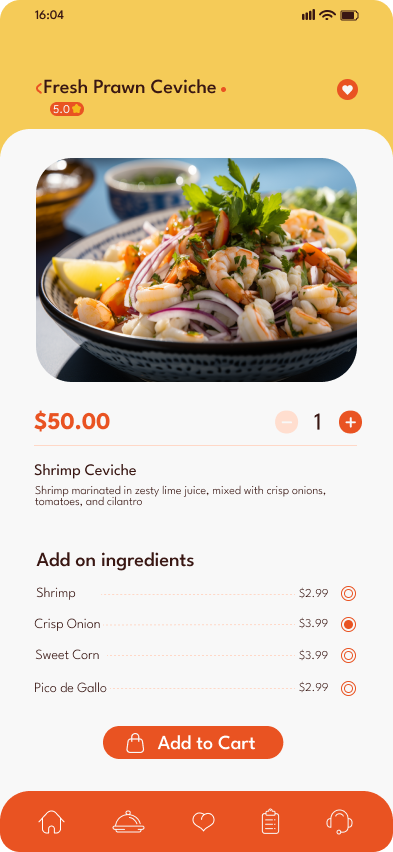 16:04
Fresh Prawn Ceviche
5.0
$50.00
1
Shrimp Ceviche
Shrimp marinated in zesty lime juice, mixed with crisp onions,
tomatoes, and cilantro
Add on ingredients
Shrimp $2.99
Crisp Onion $3.99
Sweet Corn $3.99
Pico de Gallo $2.99
Add to Cart